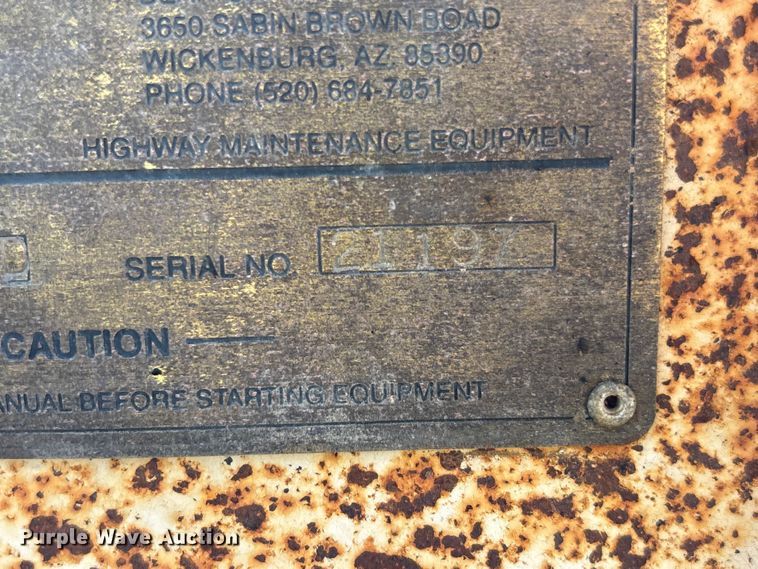 3650 SABIN BROWN BOAD
WICKENBURG, AZ, 85390
PHONE (520) 684-7851
HIGHWAY MAINTENANCE EQUIPMENT
D SERIAL NO. 21197
CAUTION
ANUAL BEFORE STARTING EQUIPMENT
Purple Wave Auction